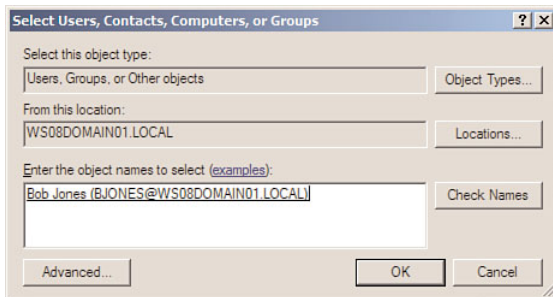 Select Users, Contacts, Computers, or Groups
Select this object type:
Users, Groups, or Other objects
Object Types...
From this location:
WS08DOMAIN01.LOCAL
Locations...
Enter the object names to select (examples):
Bob Jones (BJONES@WS08DOMAIN01.LOCAL)
Check Names
Advanced...
OK
Cancel